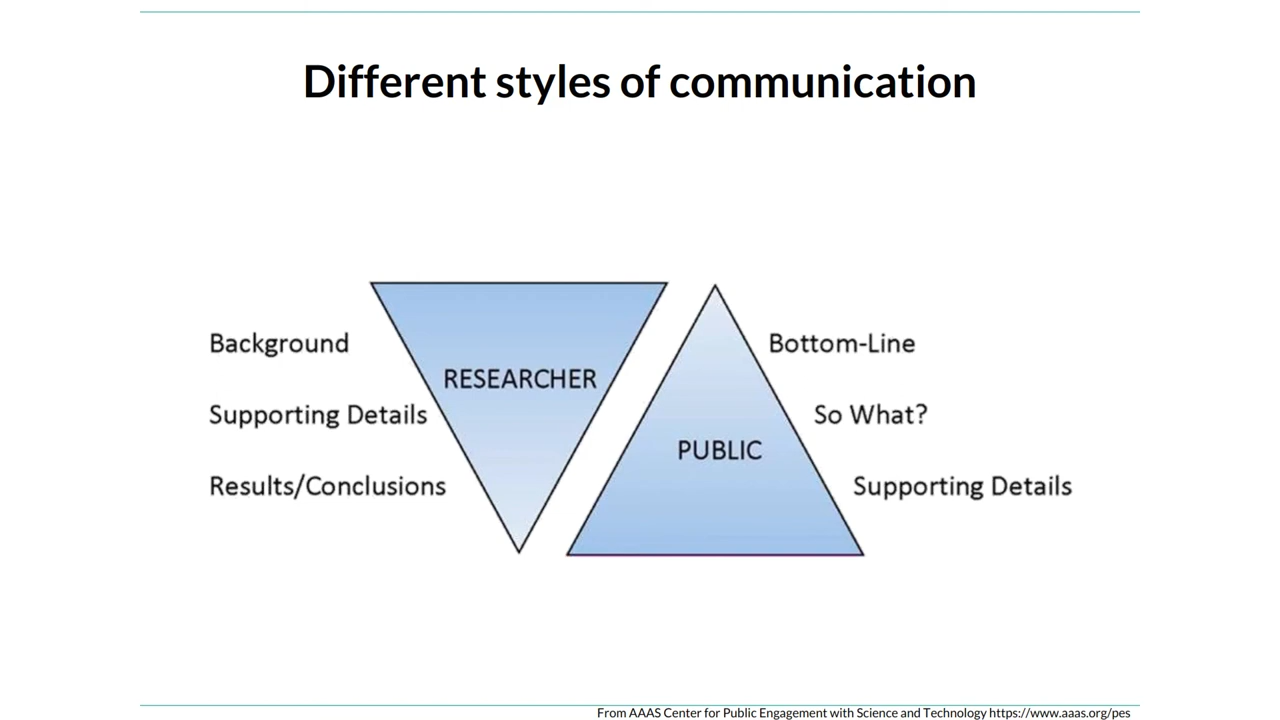 Different styles of communication
Background
Supporting Details
Results/Conclusions
RESEARCHER
PUBLIC
Bottom-Line
So What?
Supporting Details
From AAAS Center for Public Engagement with Science and Technology https://www.aaas.org/pes